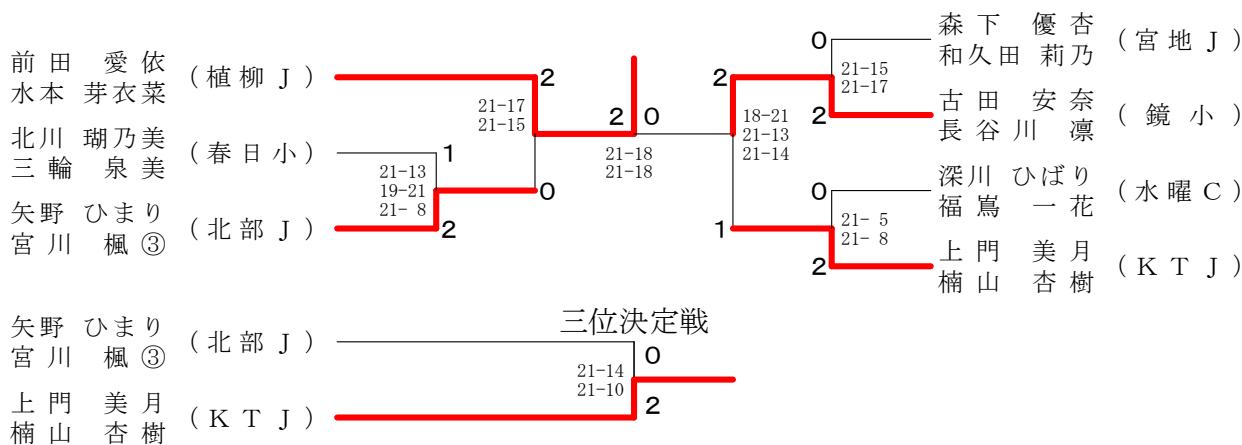 前田 愛依
水本 芽衣菜
(植柳J)
北川 瑚乃美
三輪 泉美
(春日小)
矢野 ひまり
宮川 楓③
(北部J)
2
21-17
21-15
0
1
21-13
19-21
21- 8
2
2 0
21-18
21-18
2
18-21
21-13
21-14
1
0
21-15
21-17
2
0
21- 5
21- 8
2
森下 優杏
和久田 莉乃
(宮地J)
古田 安奈
長谷川 凛
(鏡小)
深川 ひばり
福嶌 一花
(水曜C)
上門 美月
楠山 杏樹
(KTJ)
三位決定戦
矢野 ひまり
宮川 楓③
(北部J)
上門 美月
楠山 杏樹
(KTJ)
0
21-14
21-10
2